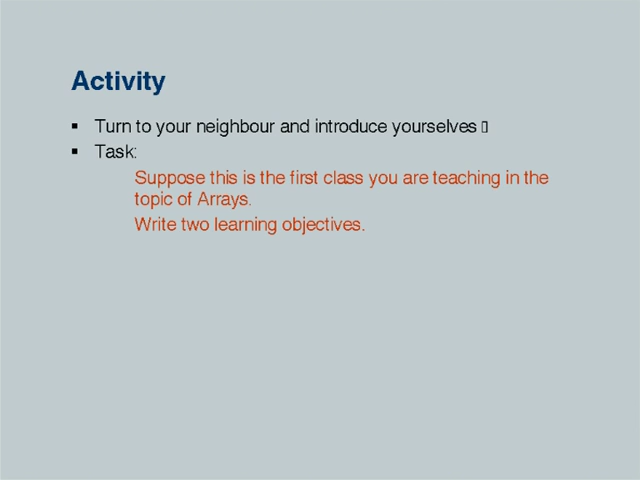 Activity
▪ Turn to your neighbour and introduce yourselves ▯
▪ Task:
Suppose this is the first class you are teaching in the
topic of Arrays.
Write two learning objectives.